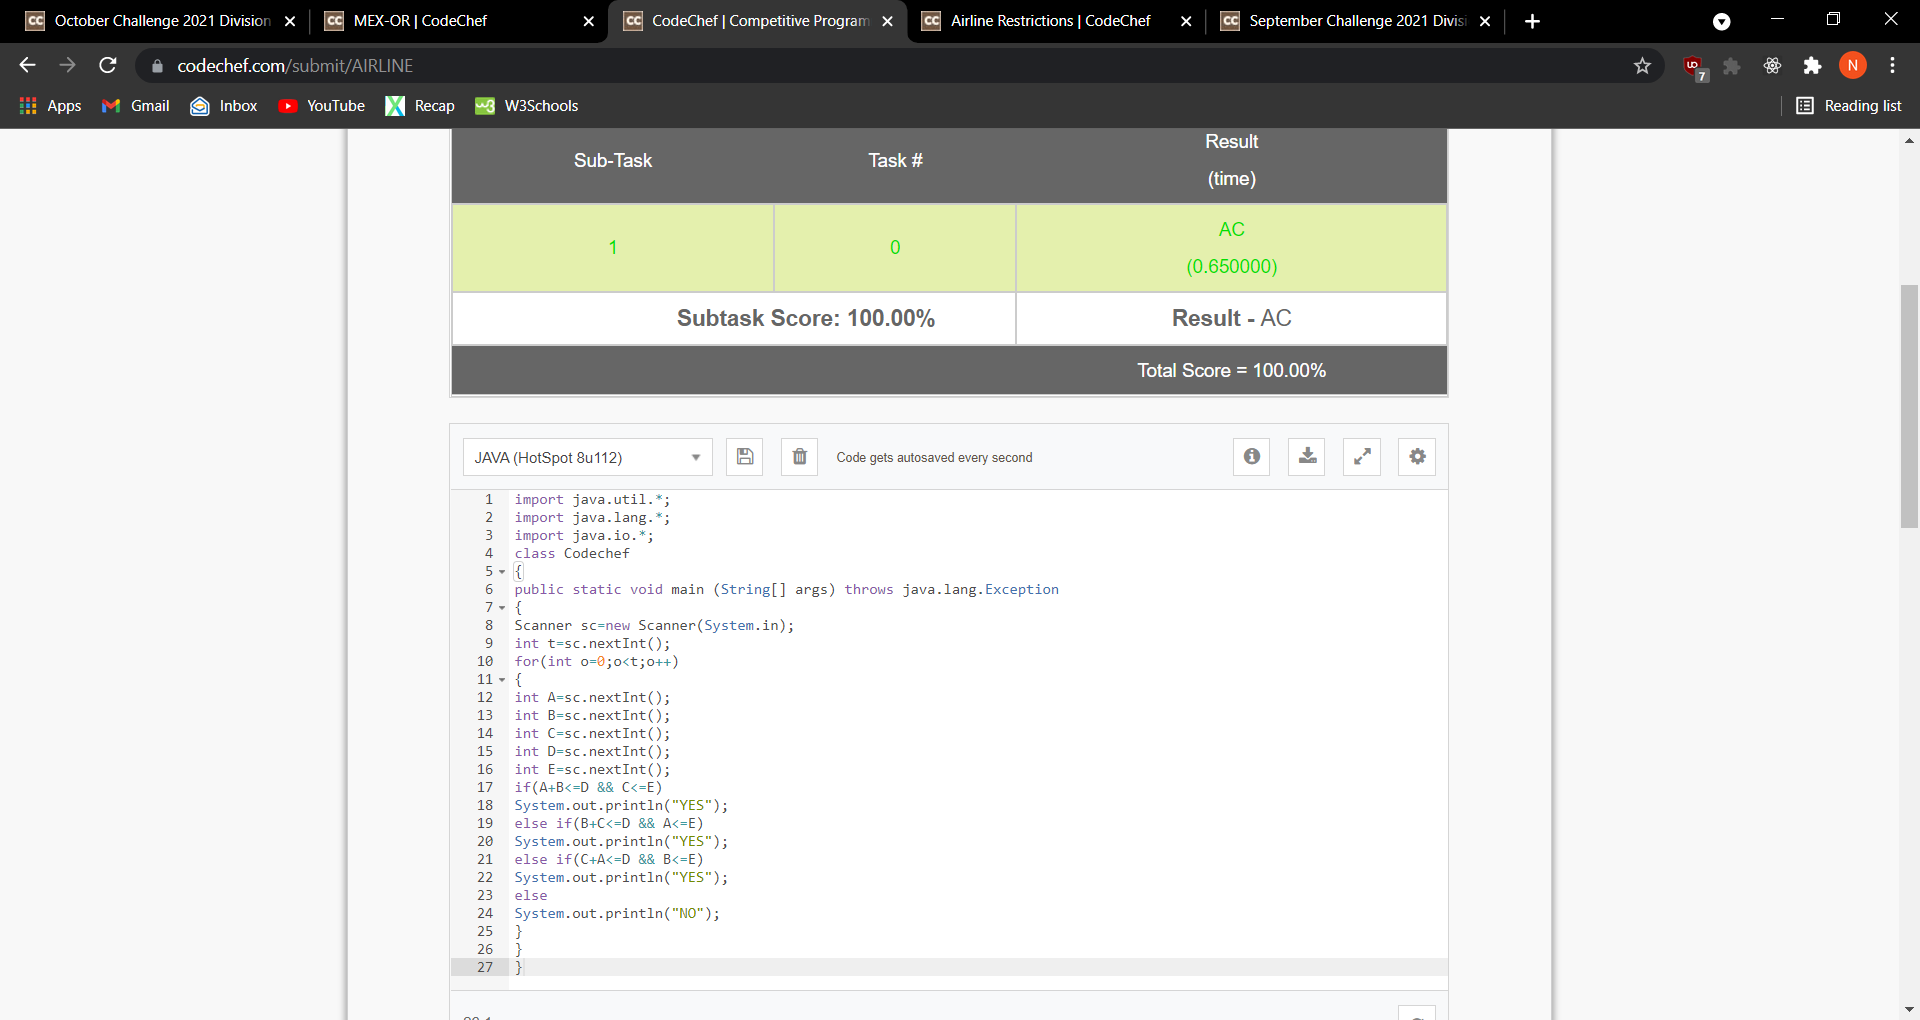 October Challenge 2021 Division
MEX-OR | CodeChef
CodeChef | Competitive Program
Airline Restrictions | CodeChef
September Challenge 2021 Divisi
codechef.com/submit/AIRLINE
7
N
Apps
Gmail
Inbox
YouTube
Recap
W3Schools
Reading list
Sub-Task
Task #
Result
(time)
1
0
AC
(0.650000)
Subtask Score: 100.00%
Result - AC
Total Score = 100.00%
JAVA (HotSpot 8u112)
Code gets autosaved every second
1 import java.util.*;
2 import java.lang.*;
3 import java.io.*;
4 class Codechef
5 {
6 public static void main (String[] args) throws java.lang.Exception
7 {
8 Scanner sc=new Scanner(System.in);
9 int t=sc.nextInt();
10 for(int o=0;o<t;o++)
11 {
12 int A=sc.nextInt();
13 int B=sc.nextInt();
14 int C=sc.nextInt();
15 int D=sc.nextInt();
16 int E=sc.nextInt();
17 if(A+B<=D && C<=E)
18 System.out.println("YES");
19 else if(B+C<=D && A<=E)
20 System.out.println("YES");
21 else if(C+A<=D && B<=E)
22 System.out.println("YES");
23 else
24 System.out.println("NO");
25 }
26 }
27 }